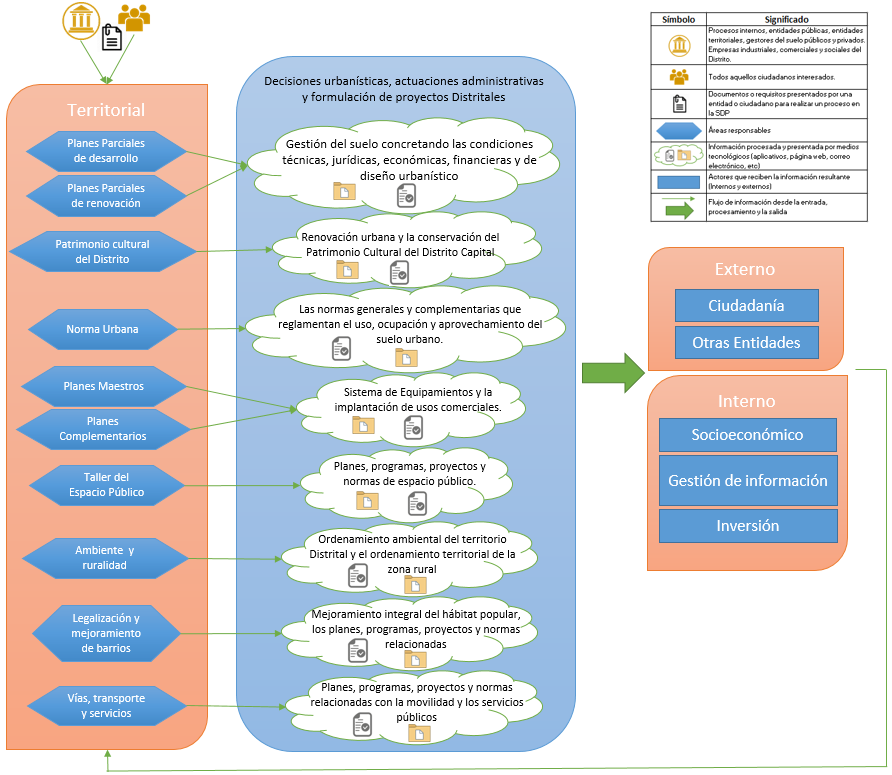 Territorial
Planes Parciales
de desarrollo
Planes Parciales
de renovación
Patrimonio cultural
del Distrito
Norma Urbana
Planes Maestros
Planes
Complementarios
Taller del
Espacio Público
Ambiente y
ruralidad
Legalización y
mejoramiento
de barrios
Vías, transporte
y servicios
Decisiones urbanísticas, actuaciones administrativas
y formulación de proyectos Distritales
Gestión del suelo concretando las condiciones
técnicas, jurídicas, económicas, financieras y de
diseño urbanístico
Renovación urbana y la conservación del
Patrimonio Cultural del Distrito Capital
Las normas generales y complementarias que
reglamentan el uso, ocupación y aprovechamiento del
suelo urbano.
Sistema de Equipamientos y la
implantación de usos comerciales.
Planes, programas, proyectos y
normas de espacio público.
Ordenamiento ambiental del territorio
Distrital y el ordenamiento territorial de la
zona rural
Mejoramiento integral del hábitat popular,
los planes, programas, proyectos y normas
relacionadas
Planes, programas, proyectos y normas
relacionadas con la movilidad y los servicios
públicos
Símbolo Significado
Procesos internos, entidades públicas, entidades
territoriales, gestores del suelo públicos y privados.
Empresas industriales, comerciales y sociales del
Distrito.
Todos aquellos ciudadanos interesados.
Documentos o requisitos presentados por una
entidad o ciudadano para realizar un proceso en
la SDP
Áreas responsables
Información procesada y presentada por medios
tecnológicos (aplicativos, página web, correo
electrónico, etc)
Actores que reciben la información resultante
(Internos y externos)
Flujo de información desde la entrada,
procesamiento y la salida
Externo
Ciudadanía
Otras Entidades
Interno
Socioeconómico
Gestión de información
Inversión